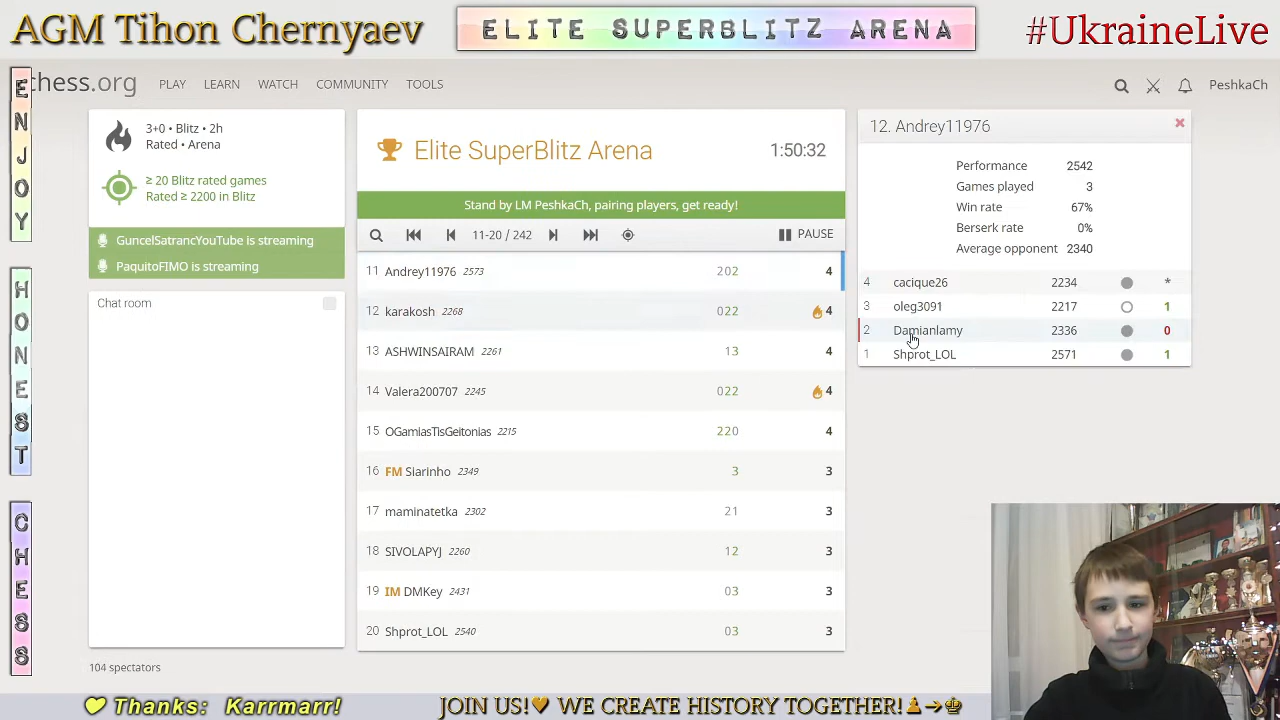 AGM Tihon Chernyaev
ELITE SUPERBLITZ ARENA
#UkraineLive
ENJOY
HONEST
CHESS
chess.org
PLAY
LEARN
WATCH
COMMUNITY
TOOLS
PeshkaCh
3+0 • Blitz • 2h
Rated • Arena
≥ 20 Blitz rated games
Rated ≥ 2200 in Blitz
GuncelSatrancYouTube is streaming
PaquitoFIMO is streaming
Chat room
104 spectators
Elite SuperBlitz Arena
1:50:32
Stand by LM PeshkaCh, pairing players, get ready!
11-20 / 242
PAUSE
11 Andrey11976 2573 202 4
12 karakosh 2268 022 4
13 ASHWINSAIRAM 2261 13 4
14 Valera200707 2245 022 4
15 OGamiasTisGeitonias 2215 220 4
16 FM Siarinho 2349 3 3
17 maminatetka 2302 21 3
18 SIVOLAPYJ 2260 12 3
19 IM DMKey 2431 03 3
20 Shprot_LOL 2540 03 3
12. Andrey11976
Performance 2542
Games played 3
Win rate 67%
Berserk rate 0%
Average opponent 2340
4 cacique26 2234 *
3 oleg3091 2217 1
2 Damianlamy 2336 0
1 Shprot_LOL 2571 1
Thanks: Karrmarr!
JOIN US! WE CREATE HISTORY TOGETHER!